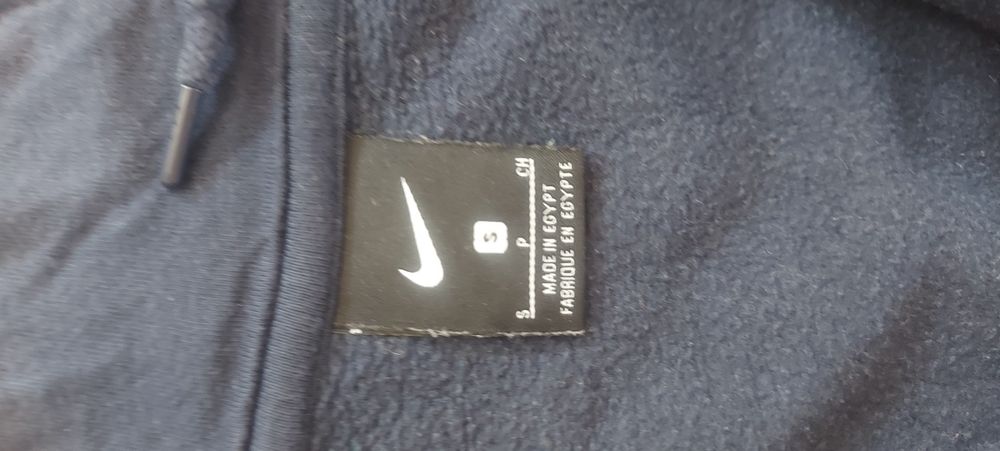 S
S P CH
MADE IN EGYPT
FABRIQUE EN EGYPTE